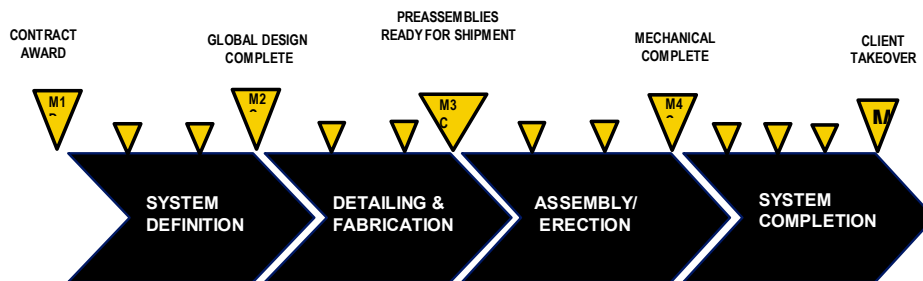 CONTRACT
AWARD
GLOBAL DESIGN
COMPLETE
PREASSEMBLIES
READY FOR SHIPMENT
MECHANICAL
COMPLETE
CLIENT
TAKEOVER
M1
M2
M3
C
M4
M
SYSTEM
DEFINITION
DETAILING &
FABRICATION
ASSEMBLY/
ERECTION
SYSTEM
COMPLETION